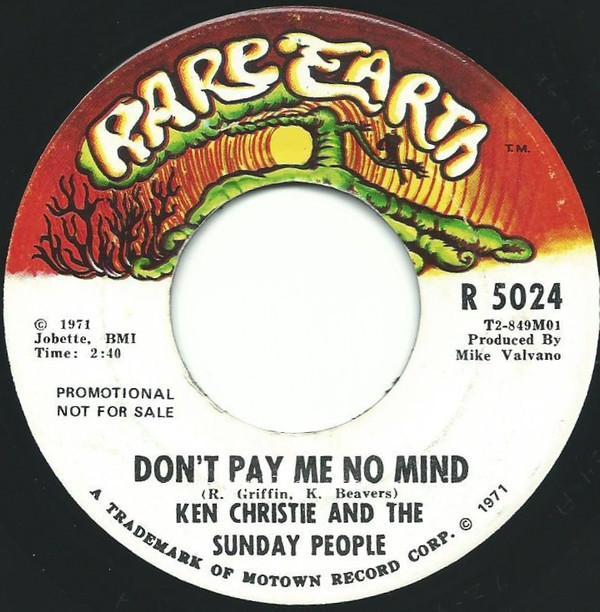 RARE EARTH
T.M.
R 5024
© 1971
Jobette, BMI
Time: 2:40
T2-849M01
Produced By
Mike Valvano
PROMOTIONAL
NOT FOR SALE
DON'T PAY ME NO MIND
(R. Griffin, K. Beavers)
KEN CHRISTIE AND THE
SUNDAY PEOPLE
A TRADEMARK OF MOTOWN RECORD CORP. © 1971